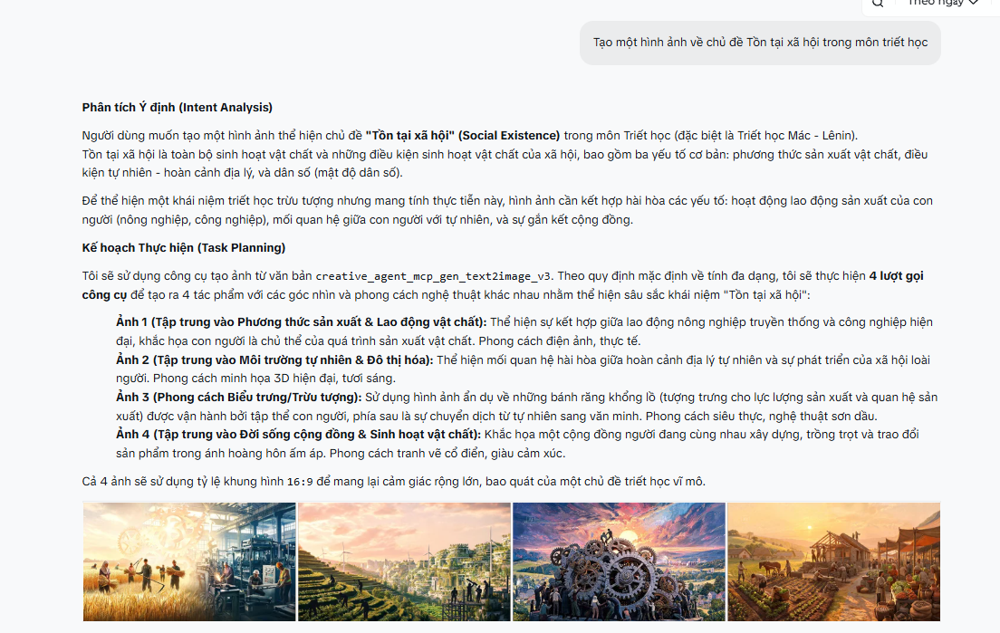 Theo ngày
Tạo một hình ảnh về chủ đề Tồn tại xã hội trong môn triết học
Phân tích Ý định (Intent Analysis)
Người dùng muốn tạo một hình ảnh thể hiện chủ đề "Tồn tại xã hội" (Social Existence) trong môn Triết học (đặc biệt là Triết học Mác - Lênin).
Tồn tại xã hội là toàn bộ sinh hoạt vật chất và những điều kiện sinh hoạt vật chất của xã hội, bao gồm ba yếu tố cơ bản: phương thức sản xuất vật chất, điều
kiện tự nhiên - hoàn cảnh địa lý, và dân số (mật độ dân số).
Để thể hiện một khái niệm triết học trừu tượng nhưng mang tính thực tiễn này, hình ảnh cần kết hợp hài hòa các yếu tố: hoạt động lao động sản xuất của con
người (nông nghiệp, công nghiệp), mối quan hệ giữa con người với tự nhiên, và sự gắn kết cộng đồng.
Kế hoạch Thực hiện (Task Planning)
Tôi sẽ sử dụng công cụ tạo ảnh từ văn bản creative_agent_mcp_gen_text2image_v3. Theo quy định mặc định về tính đa dạng, tôi sẽ thực hiện 4 lượt gọi
công cụ để tạo ra 4 tác phẩm với các góc nhìn và phong cách nghệ thuật khác nhau nhằm thể hiện sâu sắc khái niệm "Tồn tại xã hội":
Ảnh 1 (Tập trung vào Phương thức sản xuất & Lao động vật chất): Thể hiện sự kết hợp giữa lao động nông nghiệp truyền thống và công nghiệp hiện
đại, khắc họa con người là chủ thể của quá trình sản xuất vật chất. Phong cách điện ảnh, thực tế.
Ảnh 2 (Tập trung vào Môi trường tự nhiên & Đô thị hóa): Thể hiện mối quan hệ hài hòa giữa hoàn cảnh địa lý tự nhiên và sự phát triển của xã hội loài
người. Phong cách minh họa 3D hiện đại, tươi sáng.
Ảnh 3 (Phong cách Biểu trưng/Trừu tượng): Sử dụng hình ảnh ẩn dụ về những bánh răng khổng lồ (tượng trưng cho lực lượng sản xuất và quan hệ sản
xuất) được vận hành bởi tập thể con người, phía sau là sự chuyển dịch từ tự nhiên sang văn minh. Phong cách siêu thực, nghệ thuật sơn dầu.
Ảnh 4 (Tập trung vào Đời sống cộng đồng & Sinh hoạt vật chất): Khắc họa một cộng đồng người đang cùng nhau xây dựng, trồng trọt và trao đổi
sản phẩm trong ánh hoàng hôn ấm áp. Phong cách tranh vẽ cổ điển, giàu cảm xúc.
Cả 4 ảnh sẽ sử dụng tỷ lệ khung hình 16:9 để mang lại cảm giác rộng lớn, bao quát của một chủ đề triết học vĩ mô.